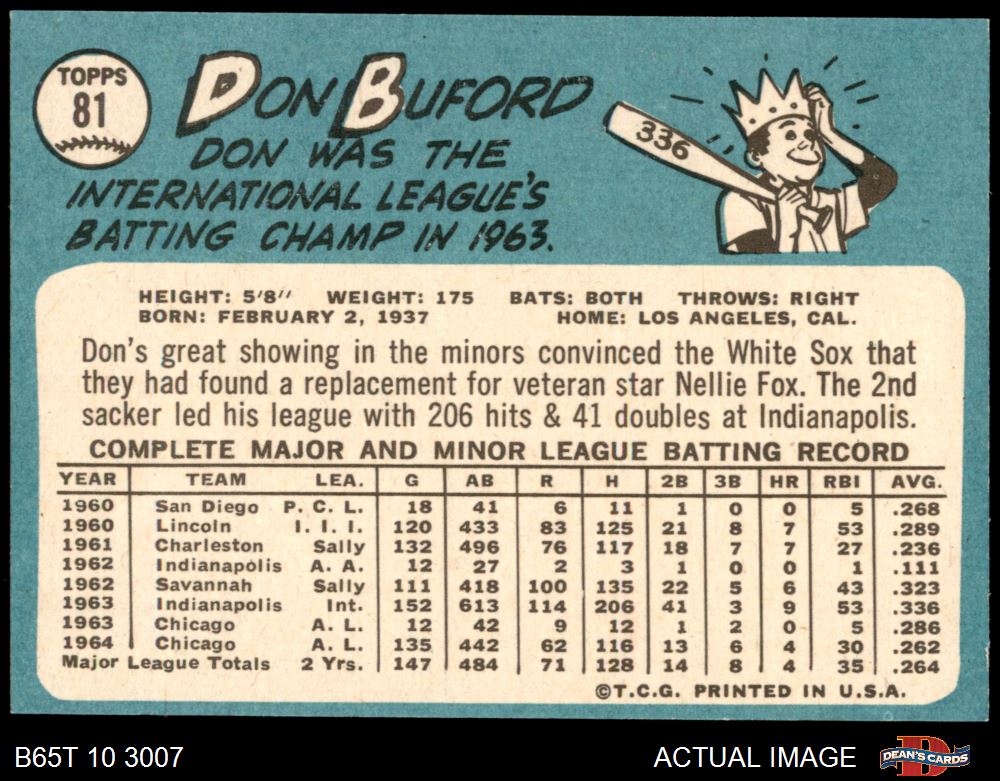 TOPPS
81
DON BUFORD
DON WAS THE
INTERNATIONAL LEAGUE'S
BATTING CHAMP IN 1963.
336
HEIGHT: 5'8" WEIGHT: 175 BATS: BOTH THROWS: RIGHT
BORN: FEBRUARY 2, 1937 HOME: LOS ANGELES, CAL.
Don's great showing in the minors convinced the White Sox that
they had found a replacement for veteran star Nellie Fox. The 2nd
sacker led his league with 206 hits & 41 doubles at Indianapolis.
COMPLETE MAJOR AND MINOR LEAGUE BATTING RECORD
YEAR TEAM LEA. G AB R H 2B 3B HR RBI AVG.
1960 San Diego P. C. L. 18 41 6 11 1 0 0 5 .268
1960 Lincoln I. I. I. 120 433 83 125 21 8 7 53 .289
1961 Charleston Sally 132 496 76 117 18 7 7 27 .236
1962 Indianapolis A. A. 12 27 2 3 1 0 0 1 .111
1962 Savannah Sally 111 418 100 135 22 5 6 43 .323
1963 Indianapolis Int. 152 613 114 206 41 3 9 53 .336
1963 Chicago A. L. 12 42 9 12 1 2 0 5 .286
1964 Chicago A. L. 135 442 62 116 13 6 4 30 .262
Major League Totals 2 Yrs. 147 484 71 128 14 8 4 35 .264
©T.C.G. PRINTED IN U.S.A.
B65T 10 3007 ACTUAL IMAGE DEAN'S CARDS